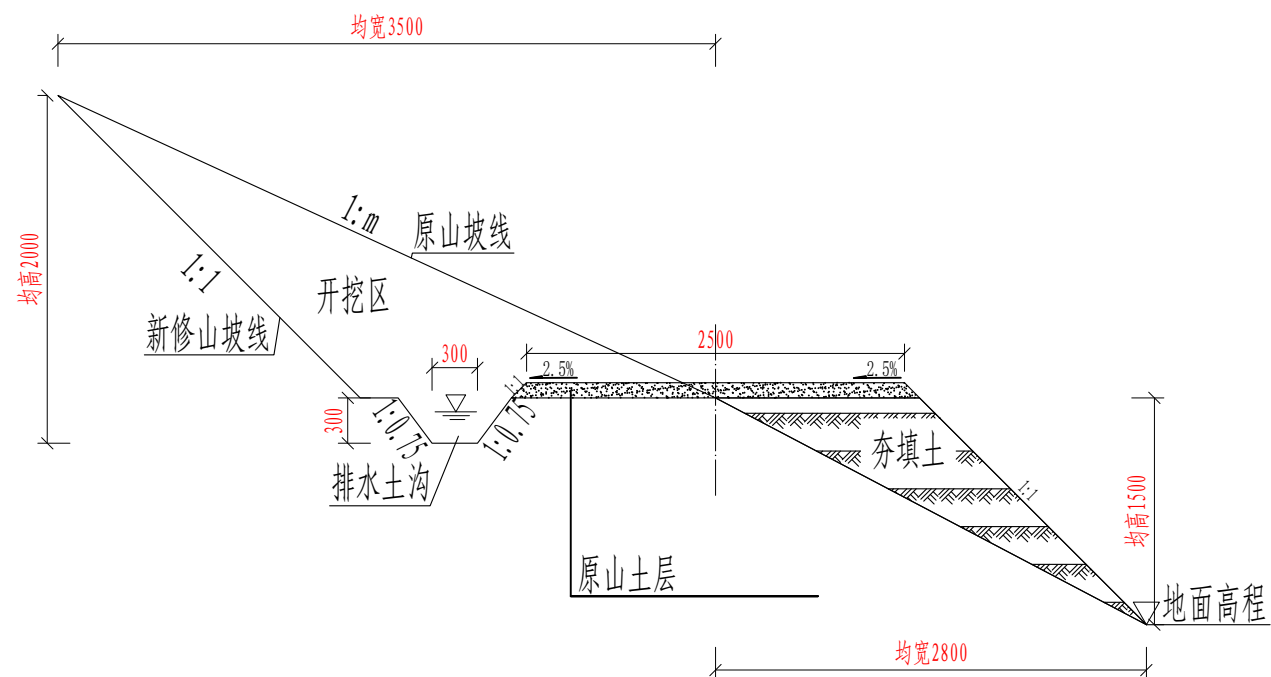 均宽3500
均高2000
1:m
原山坡线
1:1
开挖区
新修山坡线
300
2500
2.5%
2.5%
1:1
300
1:0.75
1:0.75
排水土沟
夯填土
1:1
均高1500
原山土层
地面高程
均宽2800